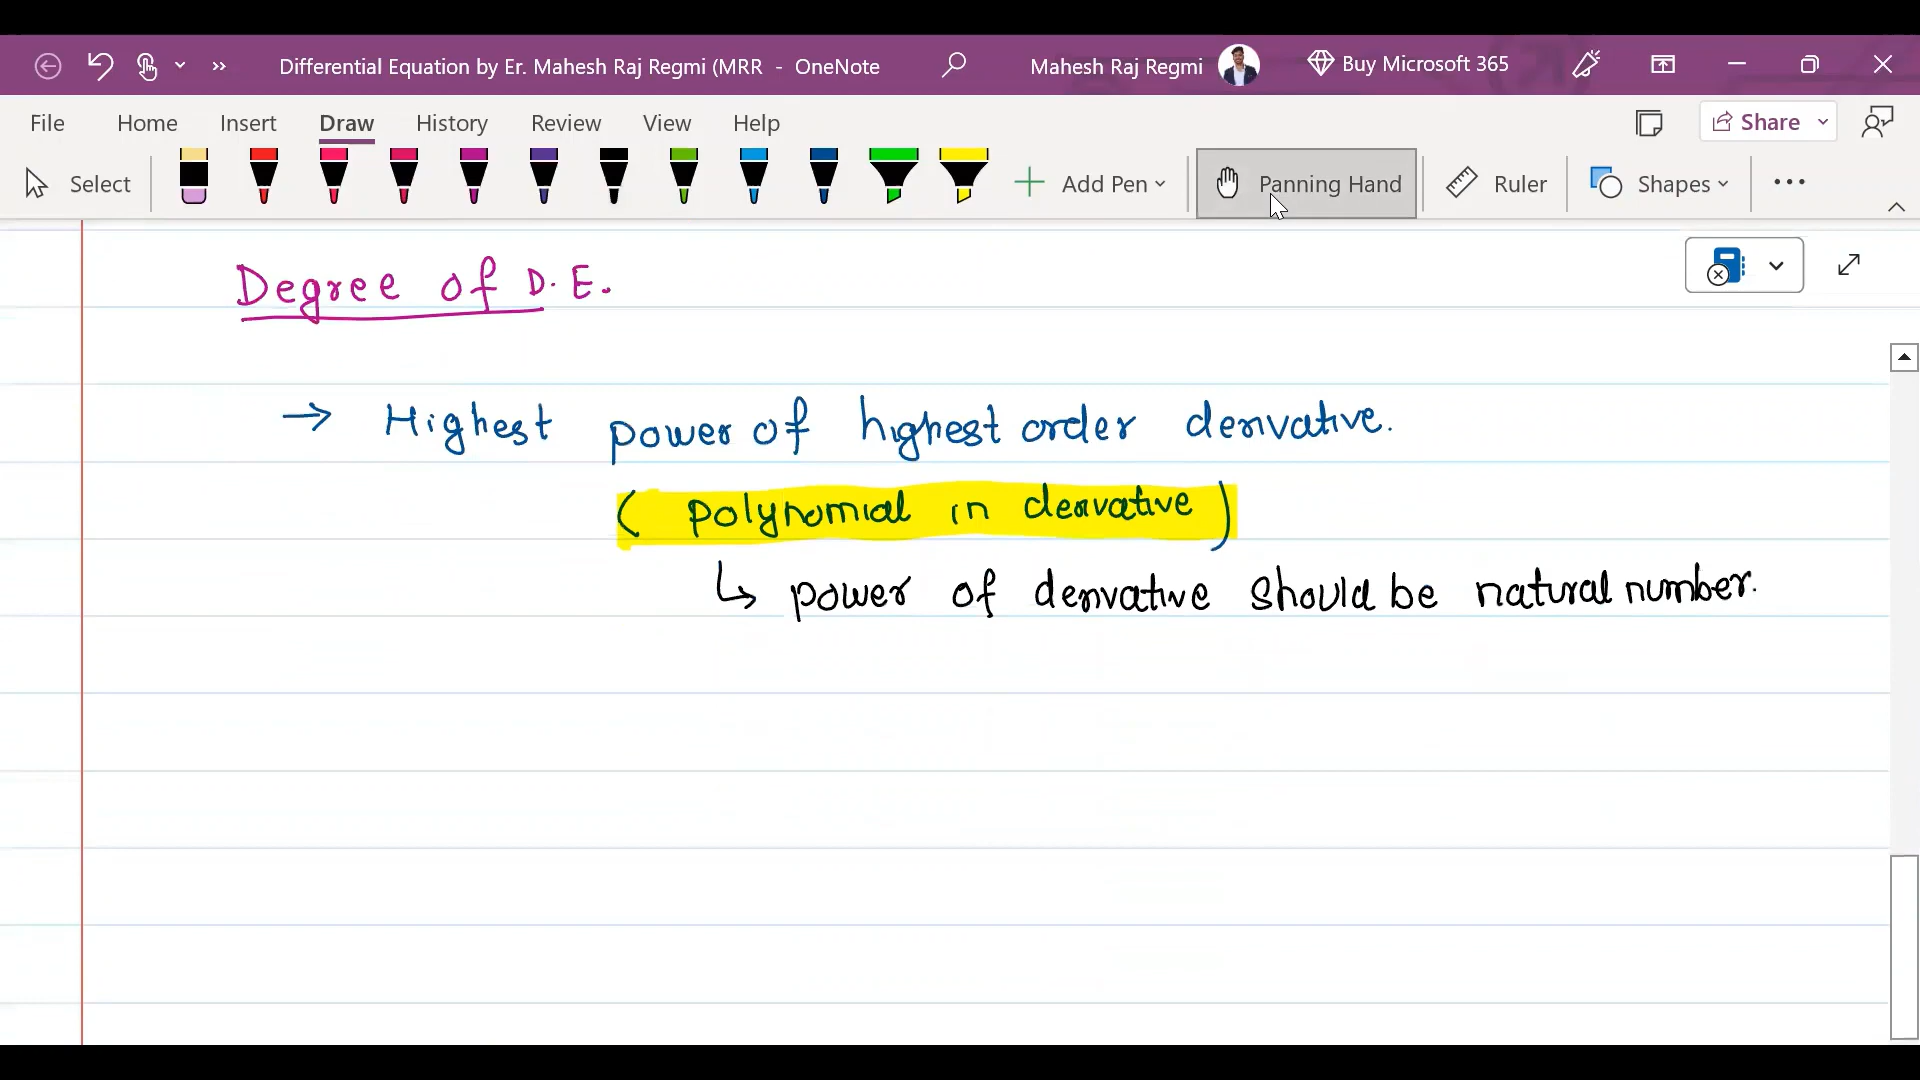 Differential Equation by Er. Mahesh Raj Regmi (MRR - OneNote
Mahesh Raj Regmi
Buy Microsoft 365
File Home Insert Draw History Review View Help
Share
Select
Add Pen
Panning Hand
Ruler
Shapes
Degree of D.E.
→ Highest power of highest order derivative.
( polynomial in derivative )
↳ power of derivative should be natural number.